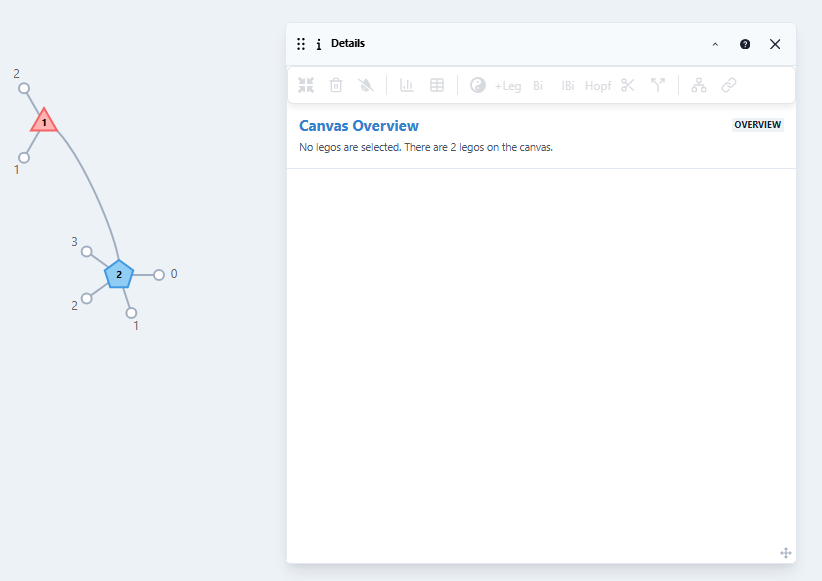 2
1
1
3
2
2
0
1
Details
+Leg Bi IBi Hopf
Canvas Overview
OVERVIEW
No legos are selected. There are 2 legos on the canvas.